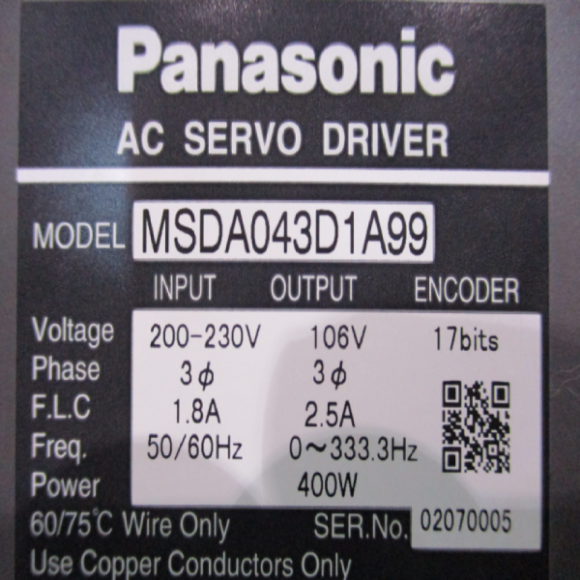 Panasonic
AC SERVO DRIVER
MODEL MSDA043D1A99
INPUT OUTPUT ENCODER
Voltage 200-230V 106V 17bits
Phase 3ϕ 3ϕ
F.L.C 1.8A 2.5A
Freq. 50/60Hz 0~333.3Hz
Power 400W
60/75℃ Wire Only SER.No. 02070005
Use Copper Conductors Only